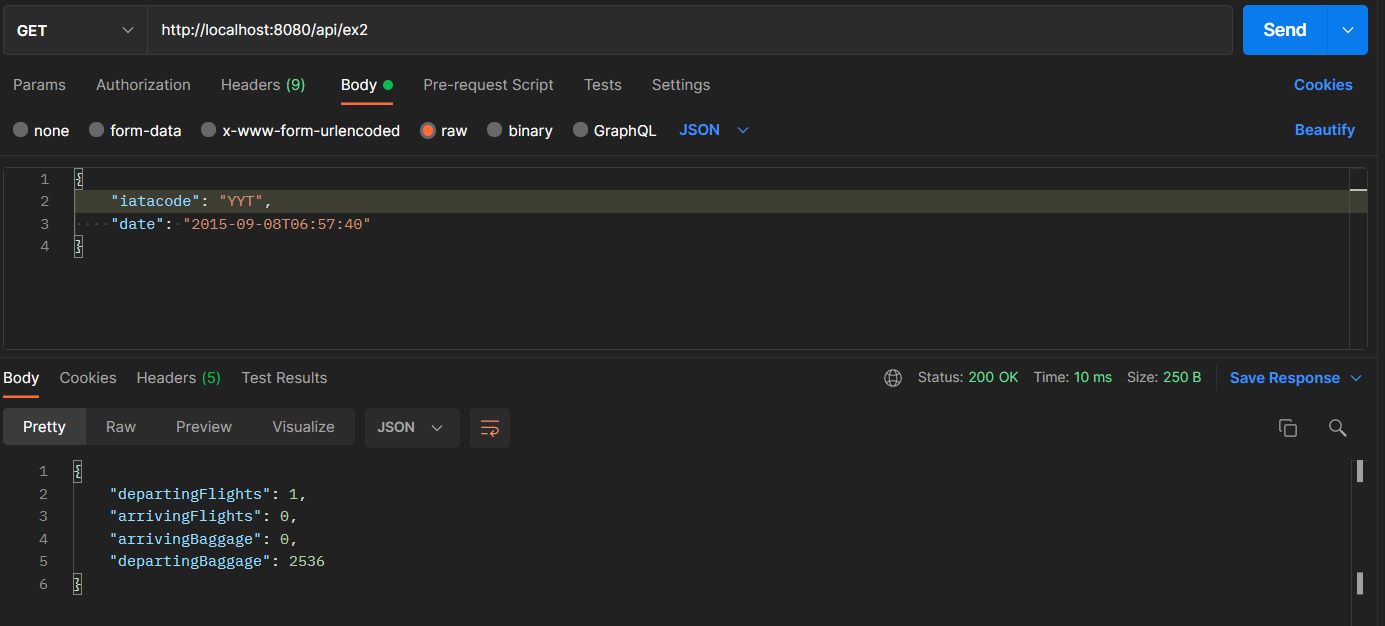 GET http://localhost:8080/api/ex2 Send
Params Authorization Headers (9) Body Pre-request Script Tests Settings Cookies
none form-data x-www-form-urlencoded raw binary GraphQL JSON Beautify
1 {
2 "iatacode": "YYT",
3 "date": "2015-09-08T06:57:40"
4 }
Body Cookies Headers (5) Test Results Status: 200 OK Time: 10 ms Size: 250 B Save Response
Pretty Raw Preview Visualize JSON
1 {
2 "departingFlights": 1,
3 "arrivingFlights": 0,
4 "arrivingBaggage": 0,
5 "departingBaggage": 2536
6 }